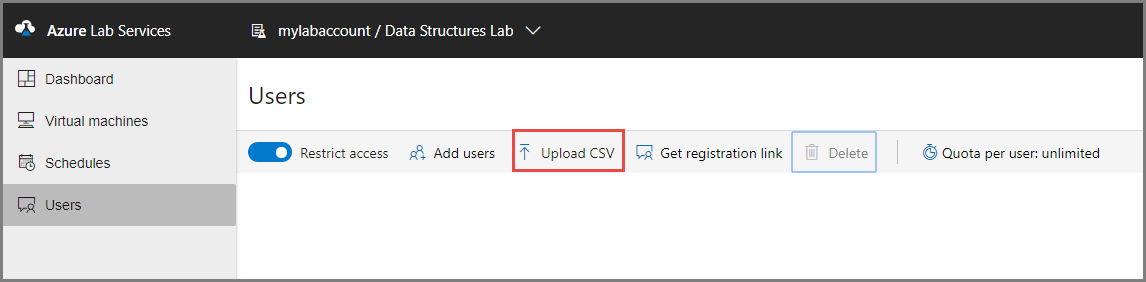 Azure Lab Services
mylabaccount / Data Structures Lab
Dashboard
Virtual machines
Schedules
Users
Users
Restrict access
Add users
Upload CSV
Get registration link
Delete
Quota per user: unlimited